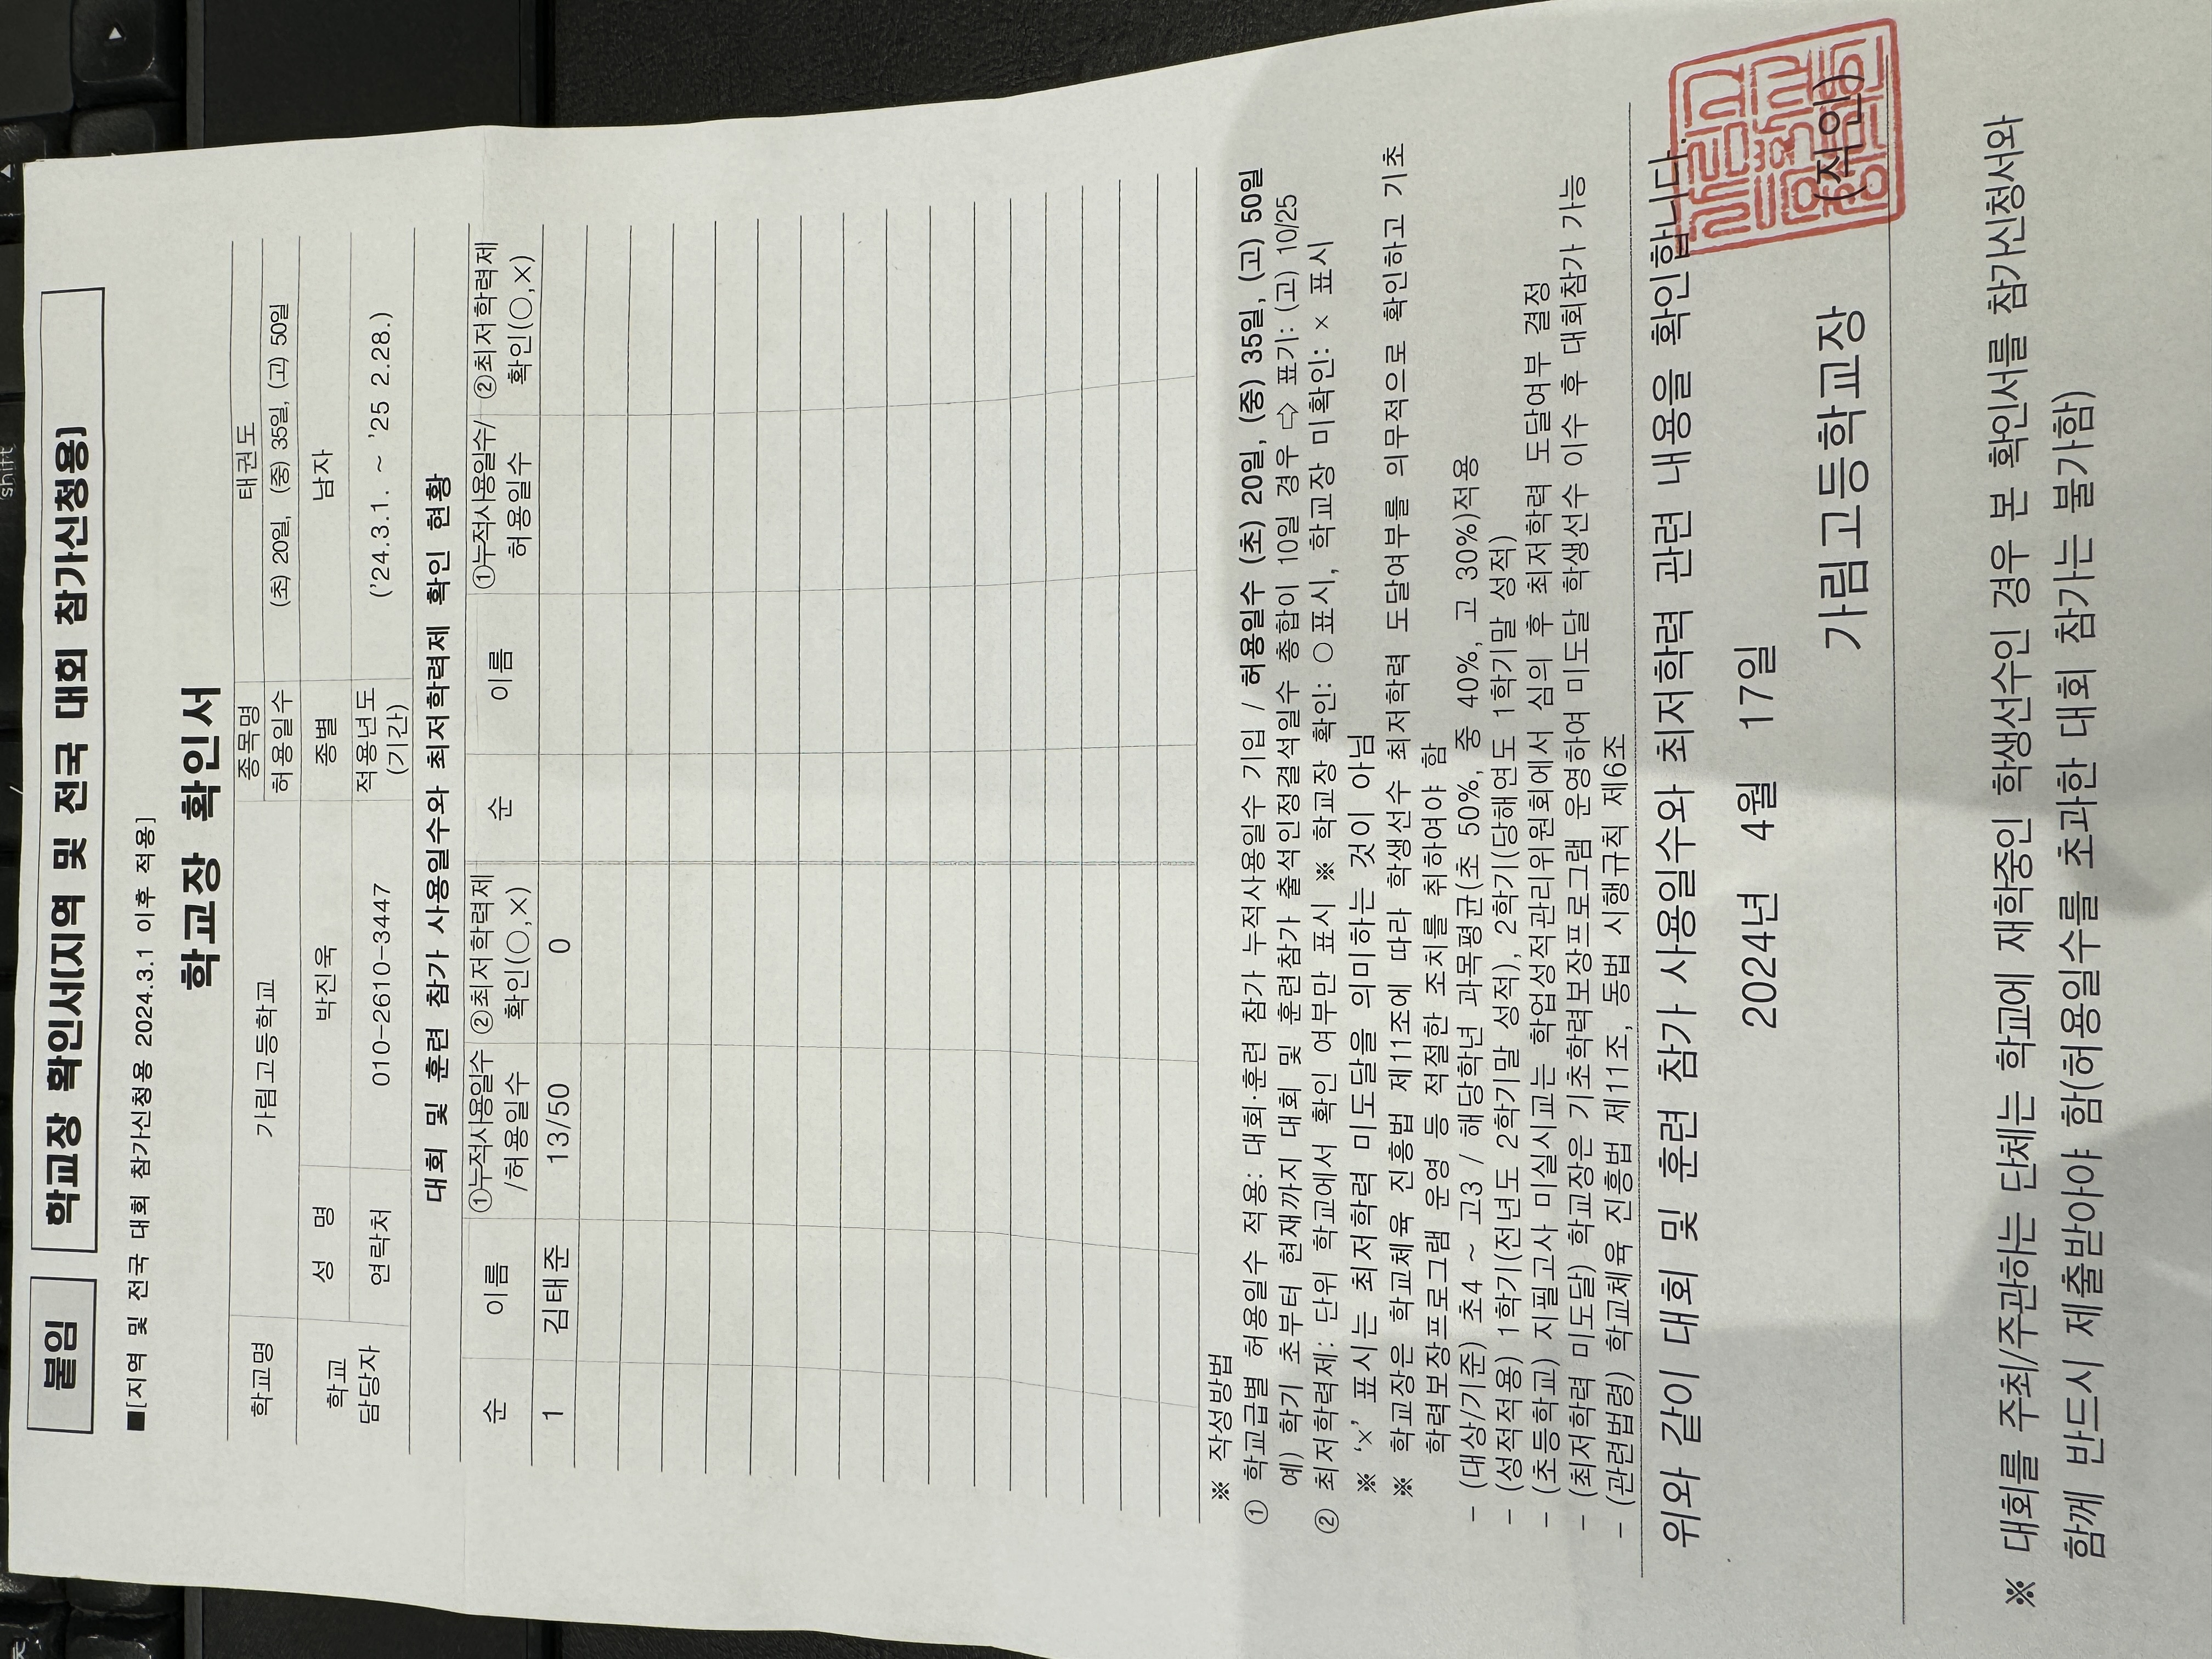 붙임
학교장 확인서[지역 및 전국 대회 참가신청용]
■[지역 및 전국 대회 참가신청용 2024.3.1 이후 적용]
학교장 확인서
학교명 가림고등학교 종목명 태권도
허용일수 (초) 20일, (중) 35일, (고) 50일
학교 담당자 성 명 박진욱 종별 남자
연락처 010-2610-3447 적용년도 (기간) ('24.3.1. ~ '25 2.28.)
대회 및 훈련 참가 사용일수와 최저학력제 확인 현황
순 이름 ①누적사용일수 /허용일수 ②최저학력제 확인(○,×) 순 이름 ①누적사용일수/ 허용일수 ②최저학력제 확인(○,×)
1 김태준 13/50 0
※ 작성방법
① 학교급별 허용일수 적용: 대회·훈련 참가 누적사용일수 기입 / 허용일수 (초) 20일, (중) 35일, (고) 50일
예) 학기 초부터 현재까지 대회 및 훈련참가 출석인정결석일수 총합이 10일 경우 ⇨ 표기: (고) 10/25
② 최저학력제: 단위 학교에서 확인 여부만 표시 ※ 학교장 확인: ○ 표시, 학교장 미확인: × 표시
※ '×' 표시는 최저학력 미도달을 의미하는 것이 아님
※ 학교장은 학교체육 진흥법 제11조에 따라 학생선수 최저학력 도달여부를 의무적으로 확인하고 기초
학력보장프로그램 운영 등 적절한 조치를 취하여야 함
- (대상/기준) 초4 ~ 고3 / 해당학년 과목평균(초 50%, 중 40%, 고 30%)적용
- (성적적용) 1학기(전년도 2학기말 성적), 2학기(당해연도 1학기말 성적)
- (초등학교) 지필고사 미실시교는 학업성적관리위원회에서 심의 후 최저학력 도달여부 결정
- (최저학력 미도달) 학교장은 기초학력보장프로그램 운영하여 미도달 학생선수 이수 후 대회참가 가능
- (관련법령) 학교체육 진흥법 제11조, 동법 시행규칙 제6조
위와 같이 대회 및 훈련 참가 사용일수와 최저학력 관련 내용을 확인합니다.
2024년 4월 17일
가림고등학교장 (직인)
※ 대회를 주최/주관하는 단체는 학교에 재학중인 학생선수인 경우 본 확인서를 참가신청서와
함께 반드시 제출받아야 함(허용일수를 초과한 대회 참가는 불가함)
shift